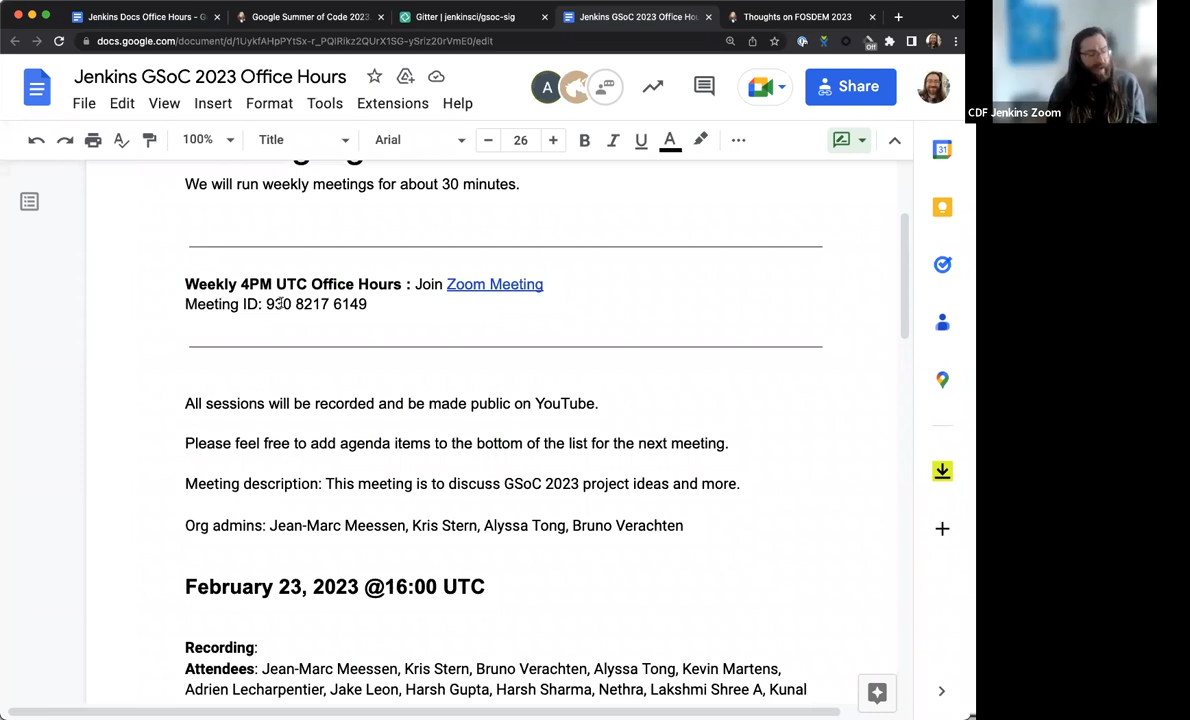 Jenkins Docs Office Hours - G
Google Summer of Code 2023
Gitter | jenkinsci/gsoc-sig
Jenkins GSoC 2023 Office Ho
Thoughts on FOSDEM 2023
docs.google.com/document/d/1UykfAHpPYtSx-r_PQIRikz2QUrX1SG-ySriz20rVmE0/edit
Off
Jenkins GSoC 2023 Office Hours
A
Share
File Edit View Insert Format Tools Extensions Help
CDF Jenkins Zoom
100% Title Arial 26 B I U A
31
We will run weekly meetings for about 30 minutes.
Weekly 4PM UTC Office Hours : Join Zoom Meeting
Meeting ID: 930 8217 6149
All sessions will be recorded and be made public on YouTube.
Please feel free to add agenda items to the bottom of the list for the next meeting.
Meeting description: This meeting is to discuss GSoC 2023 project ideas and more.
Org admins: Jean-Marc Meessen, Kris Stern, Alyssa Tong, Bruno Verachten
February 23, 2023 @16:00 UTC
Recording:
Attendees: Jean-Marc Meessen, Kris Stern, Bruno Verachten, Alyssa Tong, Kevin Martens,
Adrien Lecharpentier, Jake Leon, Harsh Gupta, Harsh Sharma, Nethra, Lakshmi Shree A, Kunal